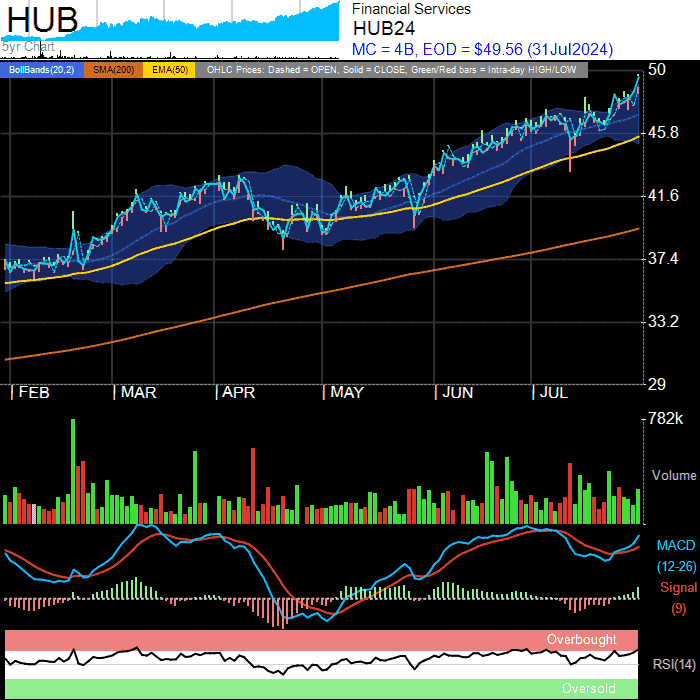 HUB
5yr Chart
Financial Services
HUB24
MC = 4B, EOD = $49.56 (31Jul2024)
BollBands(20,2) SMA(200) EMA(50) OHLC Prices: Dashed = OPEN, Solid = CLOSE, Green/Red bars = Intra-day HIGH/LOW
50
45.8
41.6
37.4
33.2
29
FEB MAR APR MAY JUN JUL
782k
Volume
MACD
(12-26)
Signal
(9)
Overbought
RSI(14)
Oversold